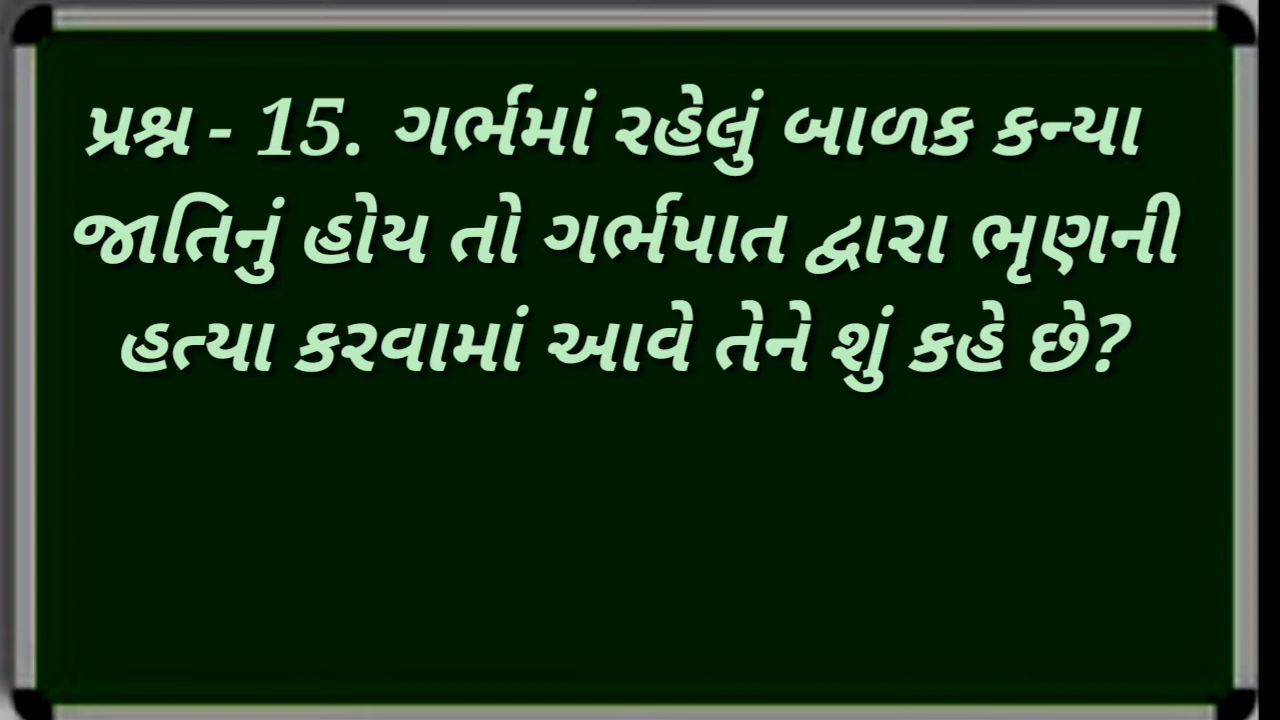 પ્રશ્ન - 15. ગર્ભમાં રહેલું બાળક કન્યા
જાતિનું હોય તો ગર્ભપાત દ્વારા ભૃણની
હત્યા કરવામાં આવે તેને શું કહે છે?